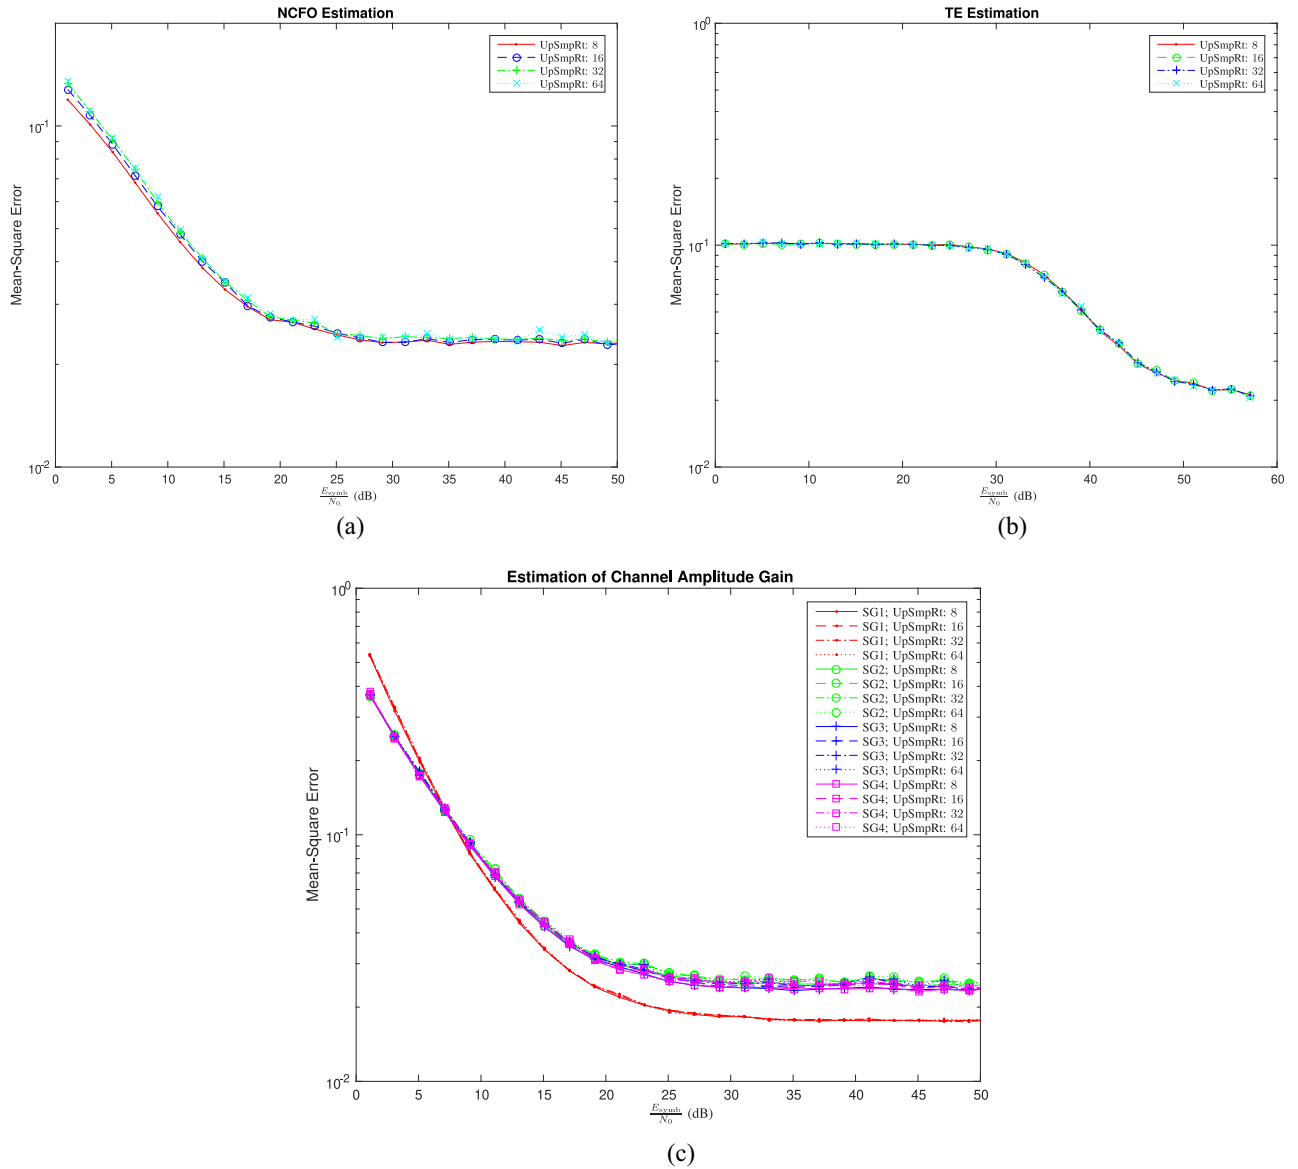 NCFO Estimation
UpSmpRt: 8
UpSmpRt: 16
UpSmpRt: 32
UpSmpRt: 64
10^-1
10^-2
Mean-Square Error
0 5 10 15 20 25 30 35 40 45 50
E_symb/N_0 (dB)
(a)
TE Estimation
UpSmpRt: 8
UpSmpRt: 16
UpSmpRt: 32
UpSmpRt: 64
10^0
10^-1
10^-2
Mean-Square Error
0 10 20 30 40 50 60
E_symb/N_0 (dB)
(b)
Estimation of Channel Amplitude Gain
SG1; UpSmpRt: 8
SG1; UpSmpRt: 16
SG1; UpSmpRt: 32
SG1; UpSmpRt: 64
SG2; UpSmpRt: 8
SG2; UpSmpRt: 16
SG2; UpSmpRt: 32
SG2; UpSmpRt: 64
SG3; UpSmpRt: 8
SG3; UpSmpRt: 16
SG3; UpSmpRt: 32
SG3; UpSmpRt: 64
SG4; UpSmpRt: 8
SG4; UpSmpRt: 16
SG4; UpSmpRt: 32
SG4; UpSmpRt: 64
10^0
10^-1
10^-2
Mean-Square Error
0 5 10 15 20 25 30 35 40 45 50
E_symb/N_0 (dB)
(c)